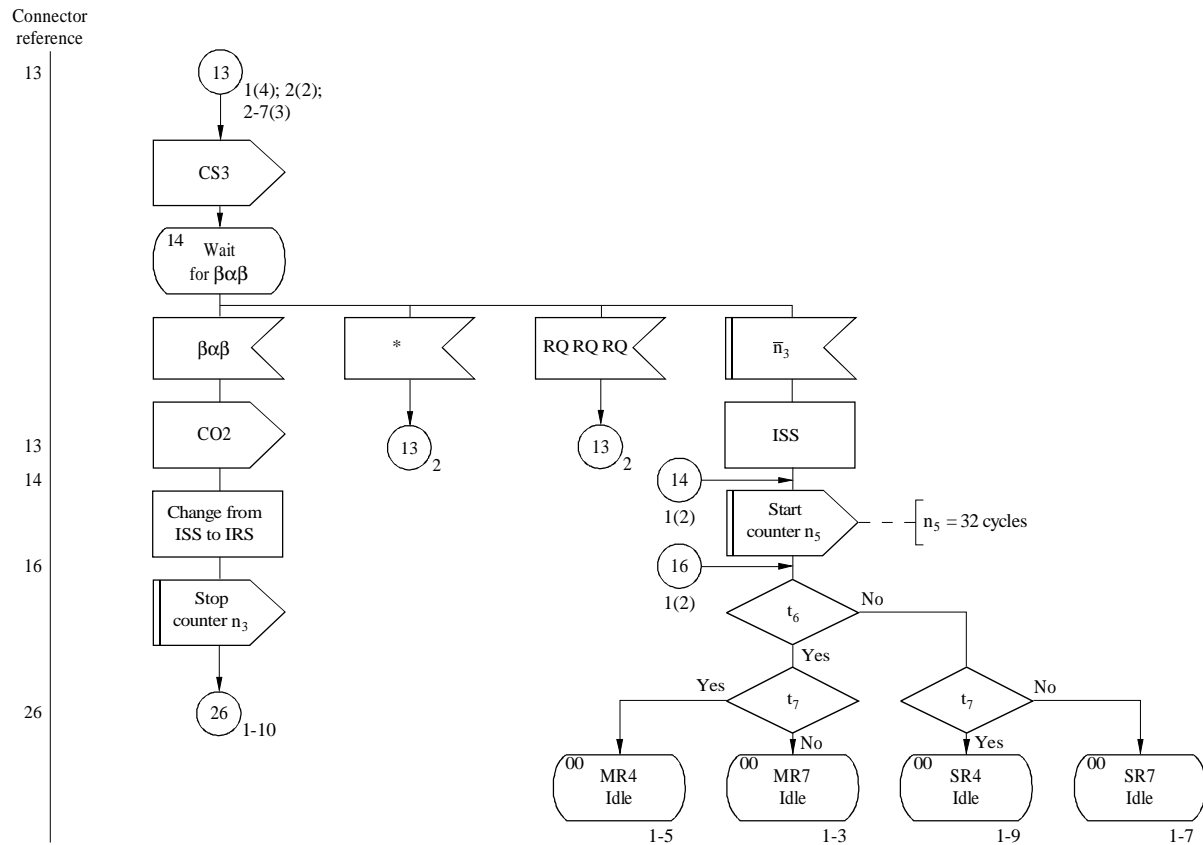 Connector
reference
13
13
1(4); 2(2);
2-7(3)
CS3
14
Wait
for βαβ
βαβ
*
RQ RQ RQ
n̅₃
CO2
13
2
13
2
ISS
13
14
14
1(2)
Change from
ISS to IRS
Start
counter n₅
n₅ = 32 cycles
16
16
1(2)
Stop
counter n₃
t₆
No
Yes
26
26
1-10
Yes
t₇
No
t₇
No
Yes
00
MR4
Idle
1-5
00
MR7
Idle
1-3
00
SR4
Idle
1-9
00
SR7
Idle
1-7